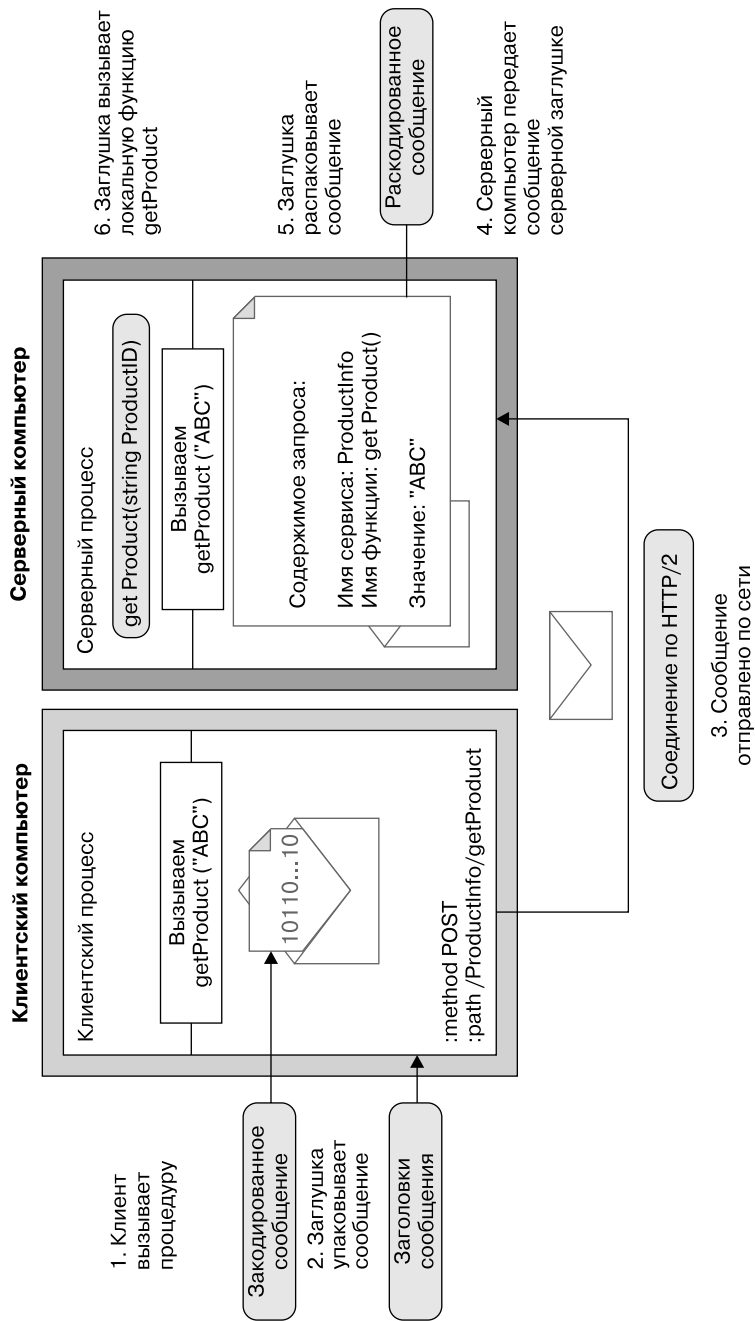 Клиентский компьютер
Серверный компьютер
1. Клиент
вызывает
процедуру
Закодированное
сообщение
2. Заглушка
упаковывает
сообщение
Заголовки
сообщения
Клиентский процесс
Вызываем
getProduct ("ABC")
10110...10
:method POST
:path /ProductInfo/getProduct
Соединение по HTTP/2
3. Сообщение
отправлено по сети
Серверный процесс
get Product(string ProductID)
Вызываем
getProduct ("ABC")
Содержимое запроса:
Имя сервиса: ProductInfo
Имя функции: get Product()
Значение: "ABC"
6. Заглушка вызывает
локальную функцию
getProduct
5. Заглушка
распаковывает
сообщение
Раскодированное
сообщение
4. Серверный
компьютер передает
сообщение
серверной заглушке